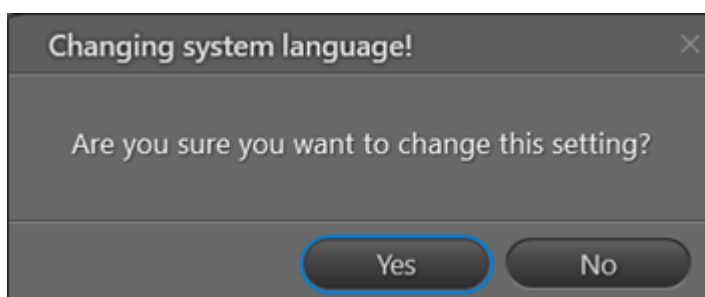 Changing system language!
Are you sure you want to change this setting?
Yes
No